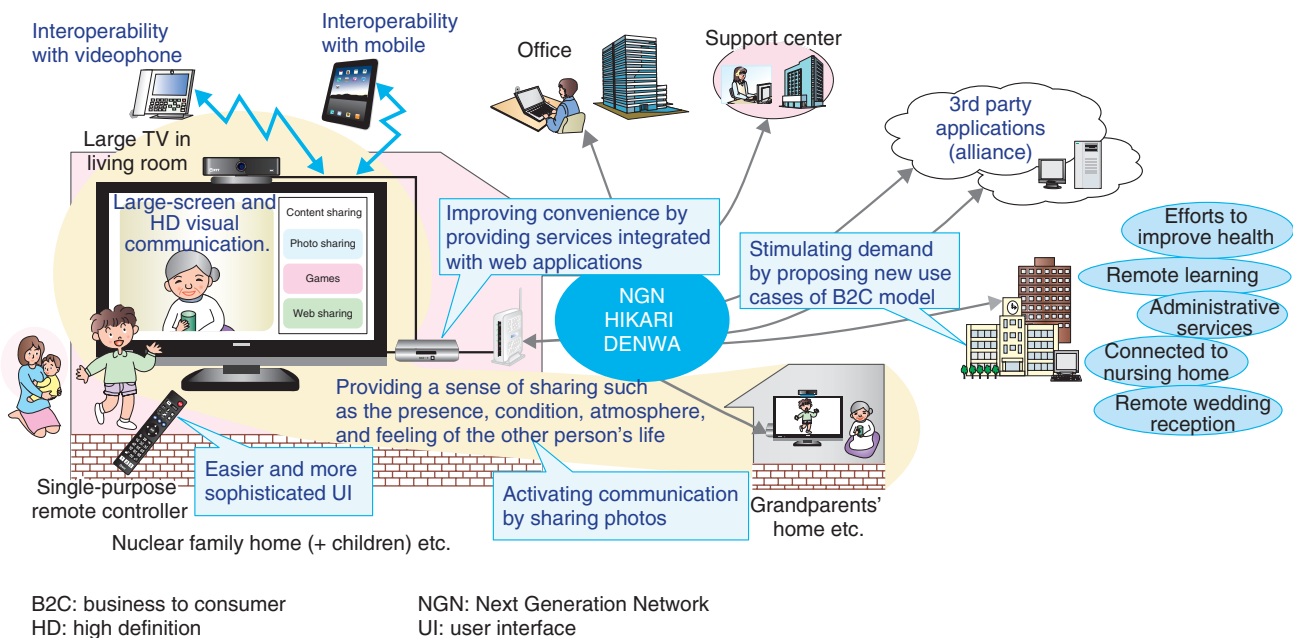 Interoperability
with videophone
Interoperability
with mobile
Office
Support center
3rd party
applications
(alliance)
Large TV in
living room
Large-screen and
HD visual
communication.
Content sharing
Photo sharing
Games
Web sharing
Improving convenience by
providing services integrated
with web applications
Stimulating demand
by proposing new use
cases of B2C model
NGN
HIKARI
DENWA
Efforts to
improve health
Remote learning
Administrative
services
Connected to
nursing home
Remote wedding
reception
Providing a sense of sharing such
as the presence, condition, atmosphere,
and feeling of the other person's life
Easier and more
sophisticated UI
Activating communication
by sharing photos
Single-purpose
remote controller
Grandparents'
home etc.
Nuclear family home (+ children) etc.
B2C: business to consumer
HD: high definition
NGN: Next Generation Network
UI: user interface